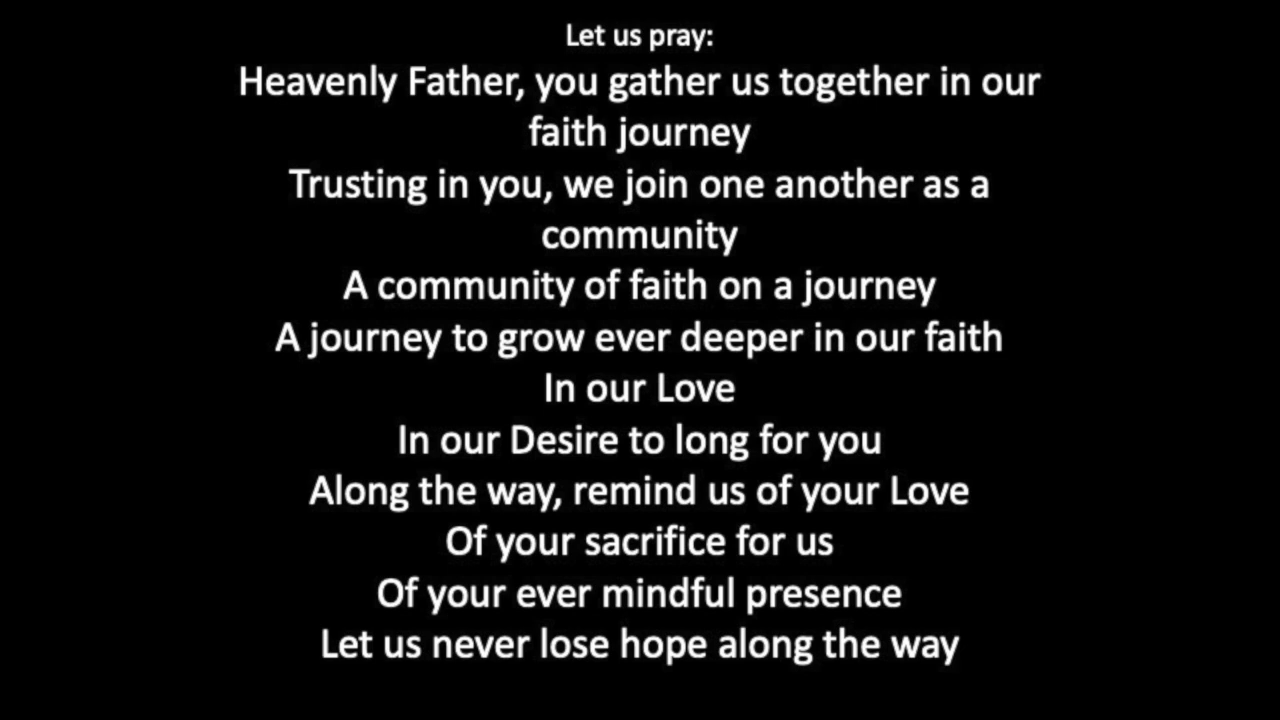 Let us pray:
Heavenly Father, you gather us together in our
faith journey
Trusting in you, we join one another as a
community
A community of faith on a journey
A journey to grow ever deeper in our faith
In our Love
In our Desire to long for you
Along the way, remind us of your Love
Of your sacrifice for us
Of your ever mindful presence
Let us never lose hope along the way